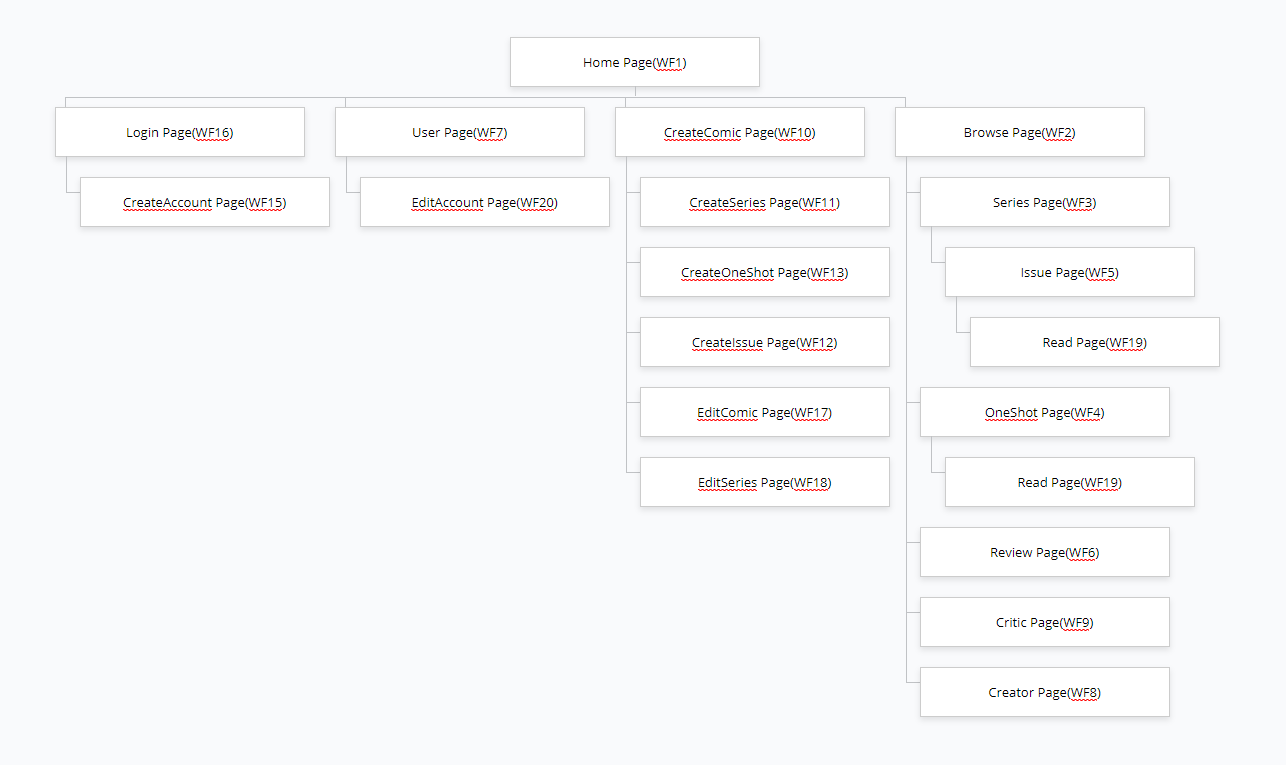 Home Page(WF1)
Login Page(WF16)
User Page(WF7)
CreateComic Page(WF10)
Browse Page(WF2)
CreateAccount Page(WF15)
EditAccount Page(WF20)
CreateSeries Page(WF11)
Series Page(WF3)
CreateOneShot Page(WF13)
Issue Page(WF5)
CreateIssue Page(WF12)
Read Page(WF19)
EditComic Page(WF17)
OneShot Page(WF4)
EditSeries Page(WF18)
Read Page(WF19)
Review Page(WF6)
Critic Page(WF9)
Creator Page(WF8)